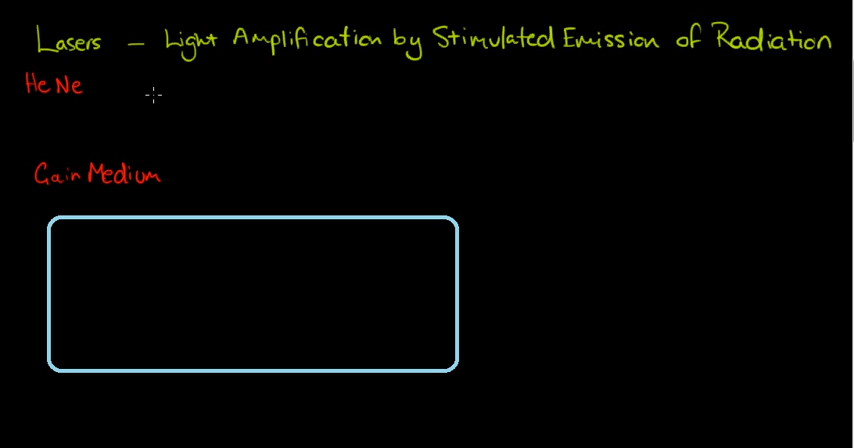 Lasers – Light Amplification by Stimulated Emission of Radiation
He Ne
Gain Medium